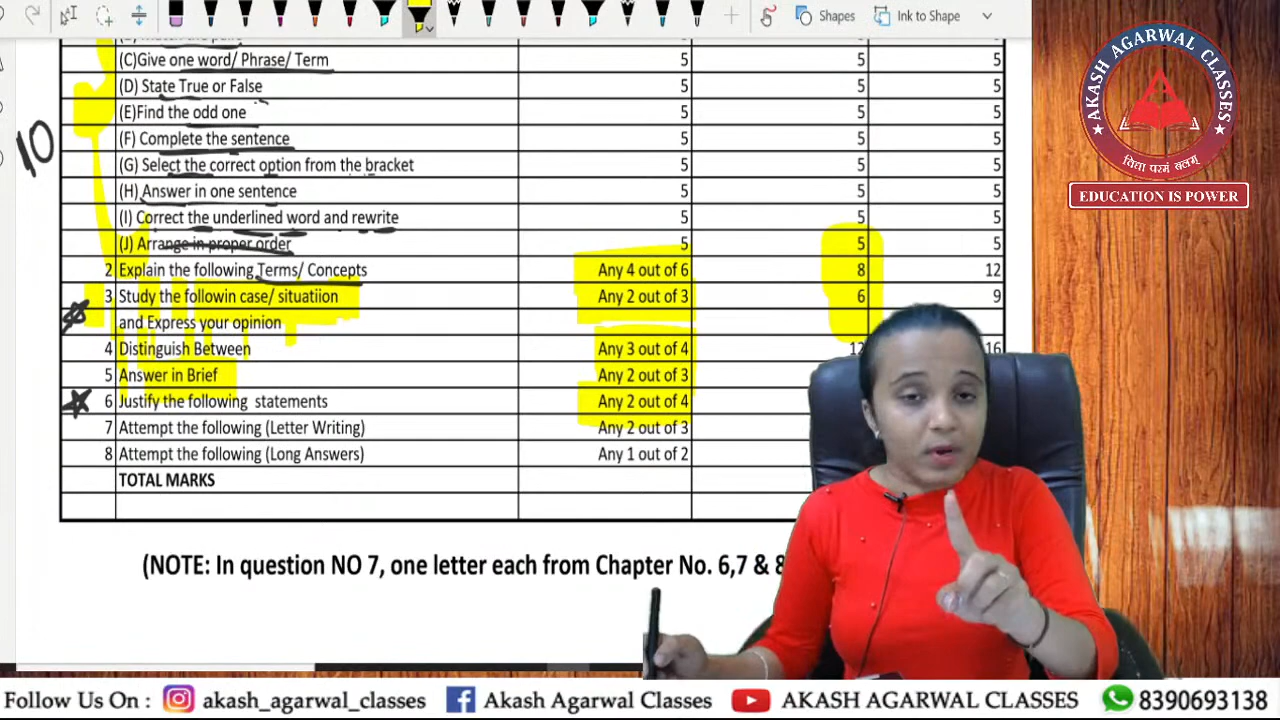 Shapes Ink to Shape
(C)Give one word/ Phrase/ Term 5 5 5
(D) State True or False 5 5 5
(E)Find the odd one 5 5 5
(F) Complete the sentence 5 5 5
(G) Select the correct option from the bracket 5 5 5
(H) Answer in one sentence 5 5 5
(I) Correct the underlined word and rewrite 5 5 5
(J) Arrange in proper order 5 5 5
2 Explain the following Terms/ Concepts Any 4 out of 6 8 12
3 Study the followin case/ situatiion Any 2 out of 3 6 9
and Express your opinion
4 Distinguish Between Any 3 out of 4 12 16
5 Answer in Brief Any 2 out of 3
6 Justify the following statements Any 2 out of 4
7 Attempt the following (Letter Writing) Any 2 out of 3
8 Attempt the following (Long Answers) Any 1 out of 2
TOTAL MARKS
(NOTE: In question NO 7, one letter each from Chapter No. 6,7 & 8
10
AKASH AGARWAL CLASSES
विद्या परमं बलम्
EDUCATION IS POWER
Follow Us On : akash_agarwal_classes Akash Agarwal Classes AKASH AGARWAL CLASSES 8390693138